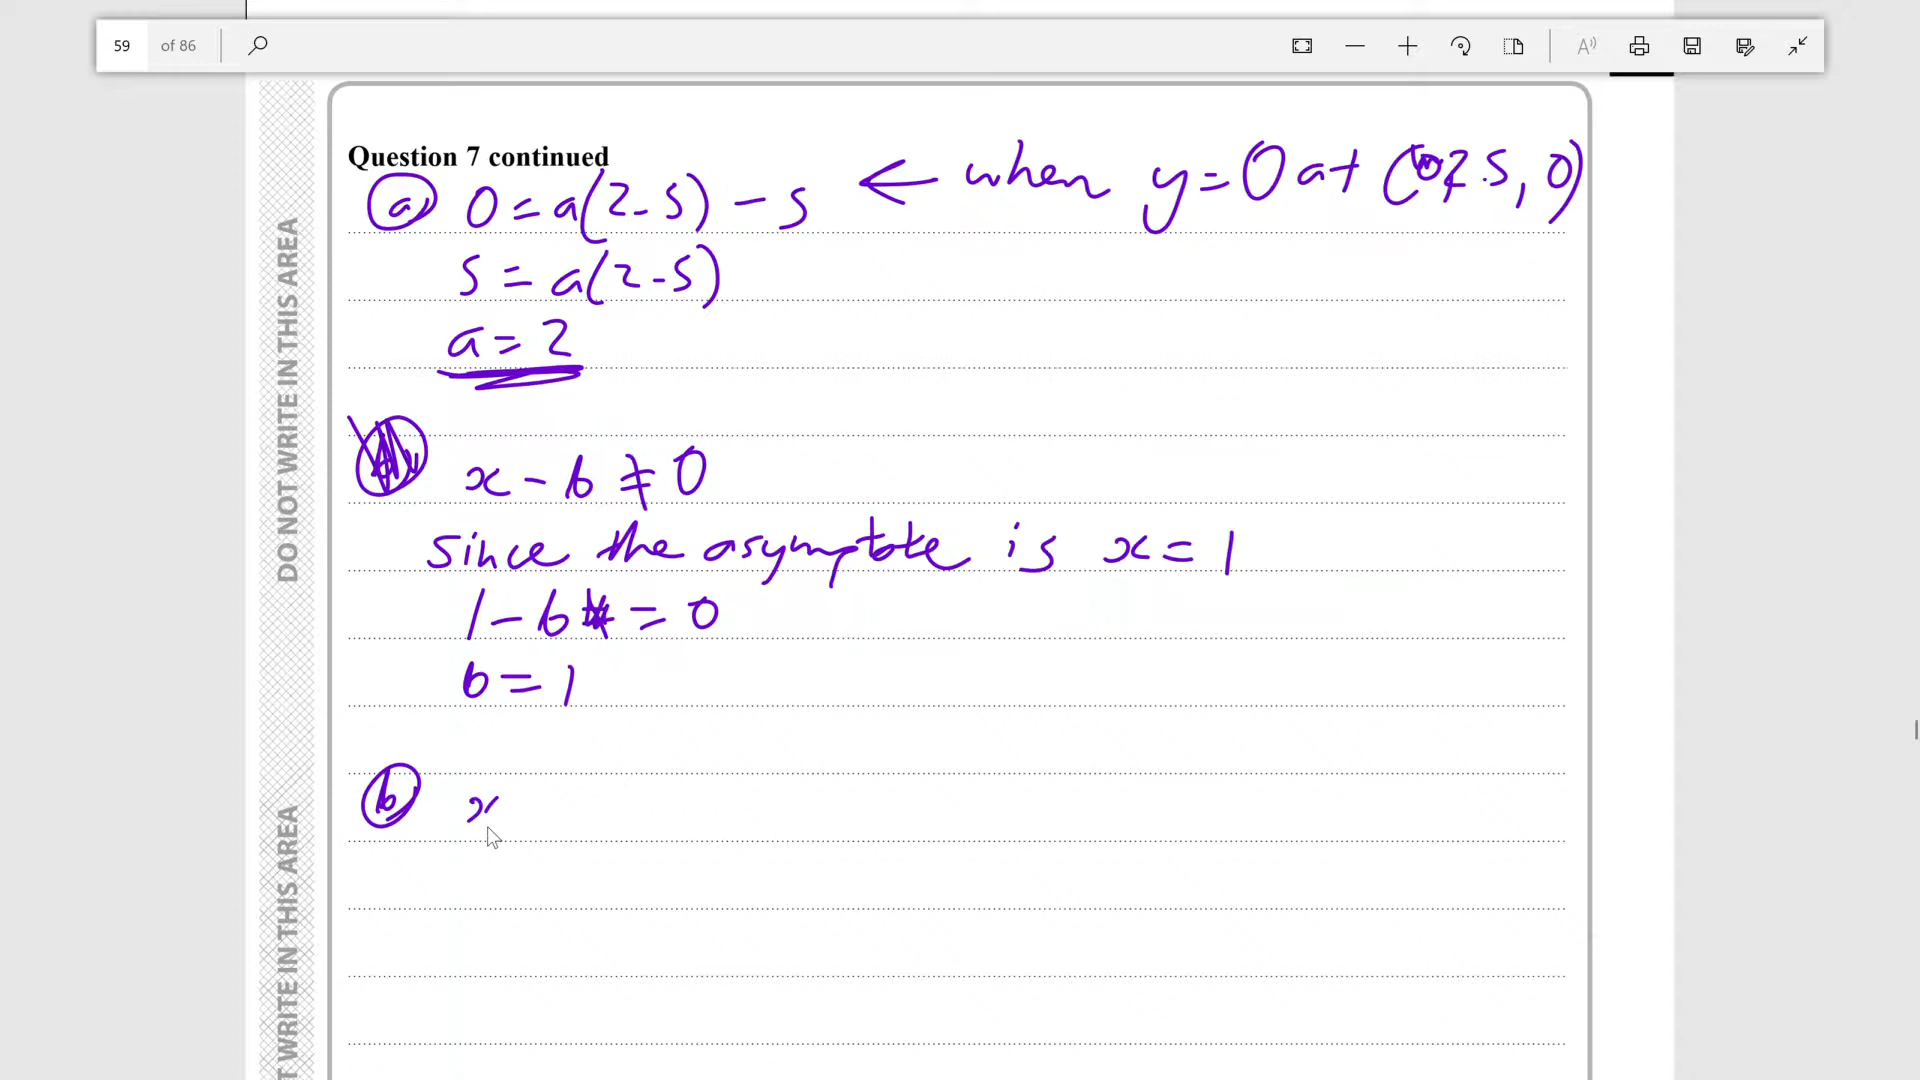 59 of 86
Question 7 continued
(a) 0 = a(2.5) - 5 ← when y = 0 at (2.5, 0)
5 = a(2.5)
a = 2
x - b ≠ 0
since the asymptote is x = 1
1 - b = 0
b = 1
(b) x
DO NOT WRITE IN THIS AREA
T WRITE IN THIS AREA